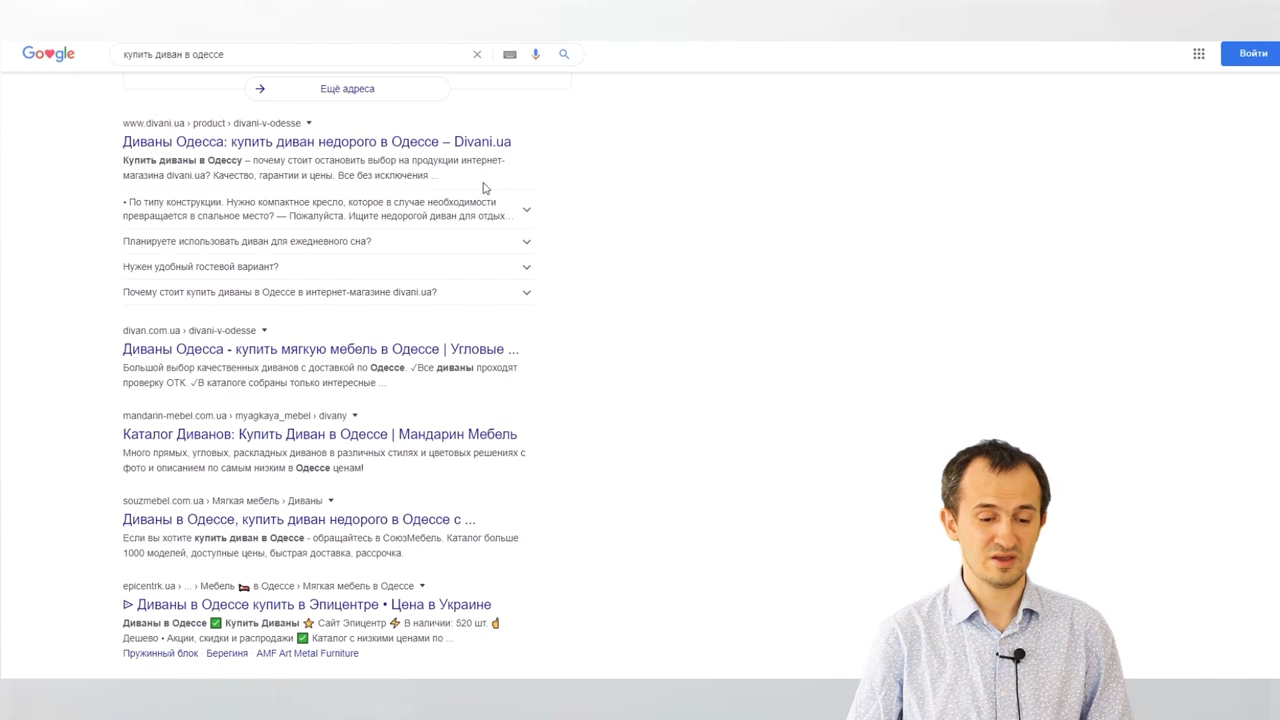 Google
купить диван в одессе
Войти
Ещё адреса
www.divani.ua › product › divani-v-odesse
Диваны Одесса: купить диван недорого в Одессе – Divani.ua
Купить диваны в Одессу – почему стоит остановить выбор на продукции интернет-
магазина divani.ua? Качество, гарантии и цены. Все без исключения ...
• По типу конструкции. Нужно компактное кресло, которое в случае необходимости
превращается в спальное место? — Пожалуйста. Ищите недорогой диван для отдых...
Планируете использовать диван для ежедневного сна?
Нужен удобный гостевой вариант?
Почему стоит купить диваны в Одессе в интернет-магазине divani.ua?
divan.com.ua › divani-v-odesse
Диваны Одесса - купить мягкую мебель в Одессе | Угловые ...
Большой выбор качественных диванов с доставкой по Одессе. ✓Все диваны проходят
проверку ОТК. ✓В каталоге собраны только интересные ...
mandarin-mebel.com.ua › myagkaya_mebel › divany
Каталог Диванов: Купить Диван в Одессе | Мандарин Мебель
Много прямых, угловых, раскладных диванов в различных стилях и цветовых решениях с
фото и описанием по самым низким в Одессе ценам!
souzmebel.com.ua › Мягкая мебель › Диваны
Диваны в Одессе, купить диван недорого в Одессе с ...
Если вы хотите купить диван в Одессе - обращайтесь в СоюзМебель. Каталог больше
1000 моделей, доступные цены, быстрая доставка, рассрочка.
epicentrk.ua › ... › Мебель 🛏️ в Одессе › Мягкая мебель в Одессе
ᐉ Диваны в Одессе купить в Эпицентре • Цена в Украине
Диваны в Одессе ✅ Купить Диваны ⭐ Сайт Эпицентр ⚡ В наличии: 520 шт. ☝
Дешево • Акции, скидки и распродажи ✅ Каталог с низкими ценами по ...
Пружинный блок · Берегиня · AMF Art Metal Furniture